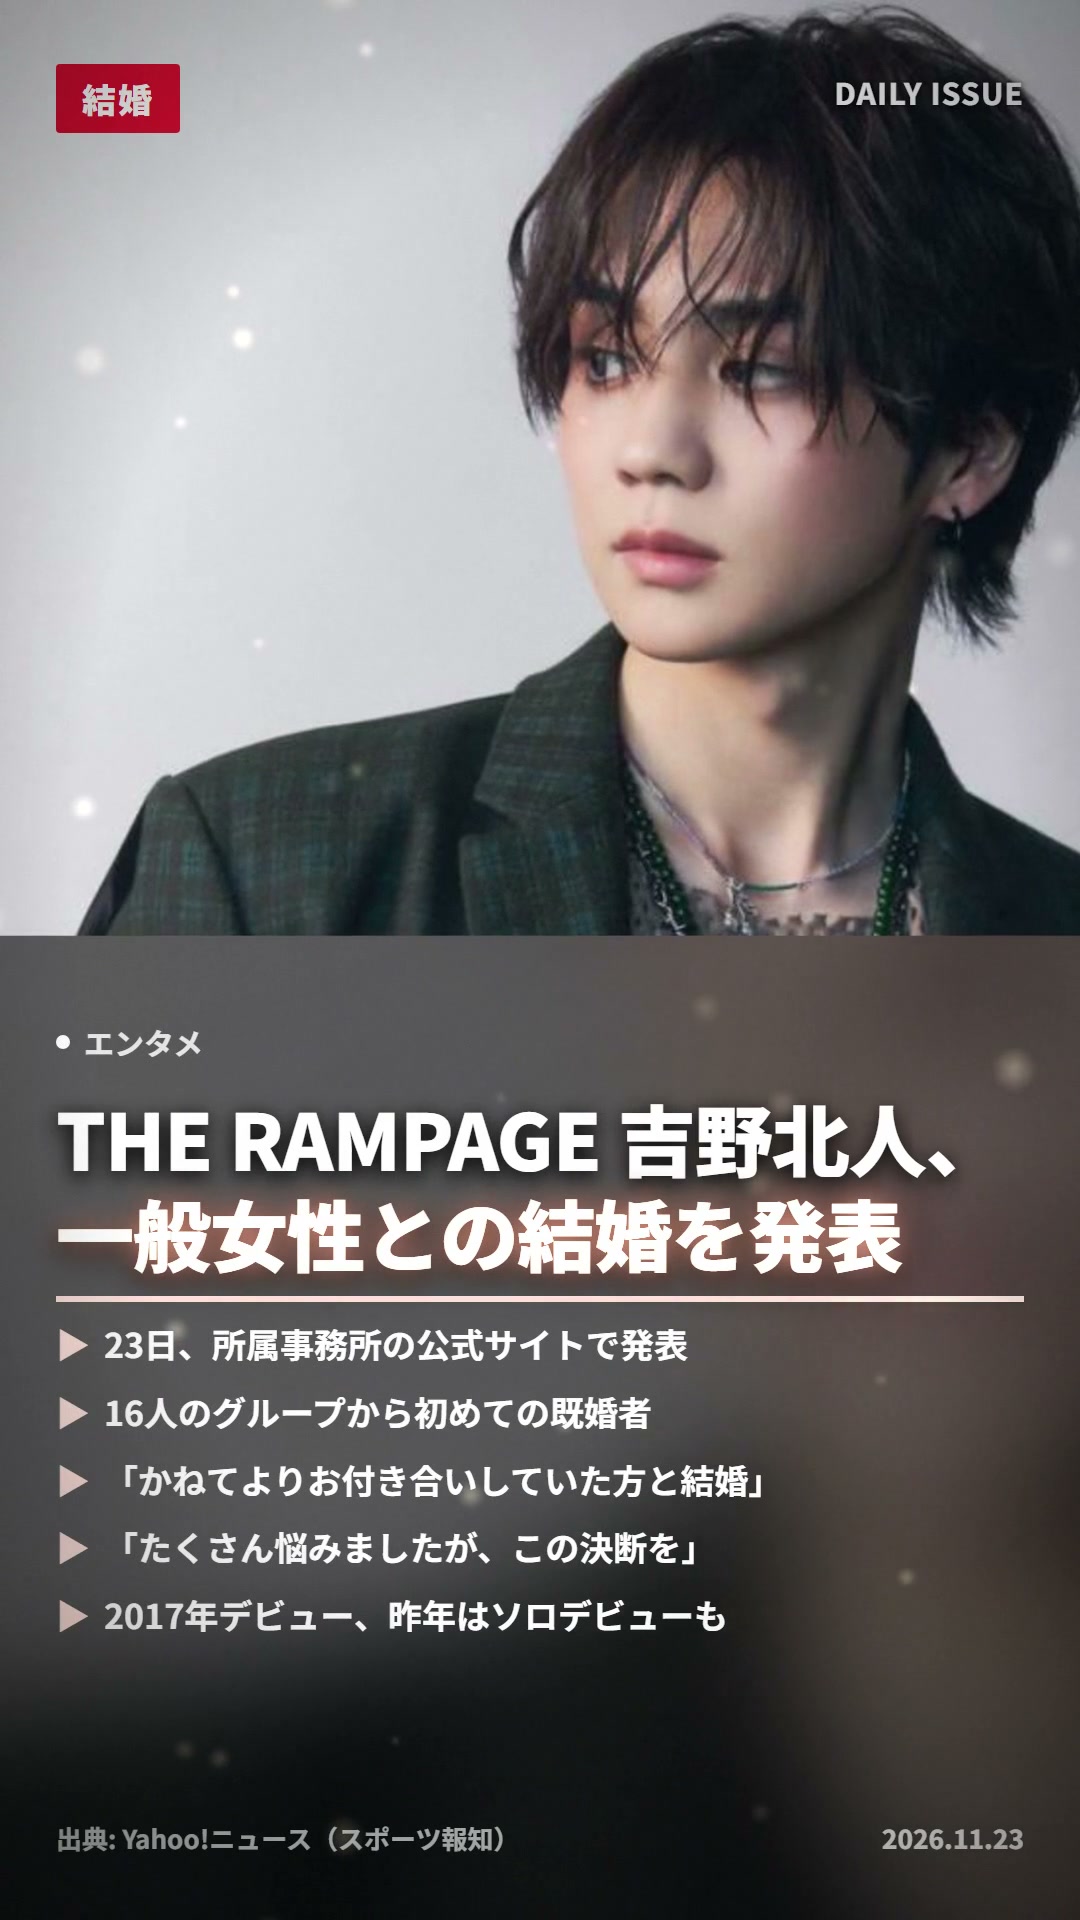 結婚
DAILY ISSUE
エンタメ
THE RAMPAGE 吉野北人、
一般女性との結婚を発表
▶ 23日、所属事務所の公式サイトで発表
▶ 16人のグループから初めての既婚者
▶ 「かねてよりお付き合いしていた方と結婚」
▶ 「たくさん悩みましたが、この決断を」
▶ 2017年デビュー、昨年はソロデビューも
出典: Yahoo!ニュース（スポーツ報知）
2026.11.23